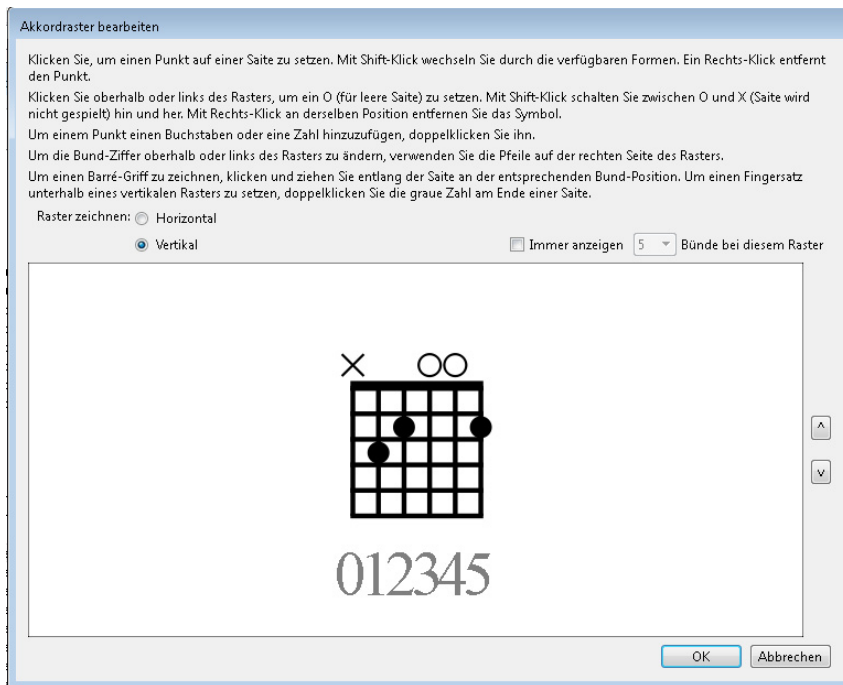 Akkordraster bearbeiten
Klicken Sie, um einen Punkt auf einer Saite zu setzen. Mit Shift-Klick wechseln Sie durch die verfügbaren Formen. Ein Rechts-Klick entfernt
den Punkt.
Klicken Sie oberhalb oder links des Rasters, um ein O (für leere Saite) zu setzen. Mit Shift-Klick schalten Sie zwischen O und X (Saite wird
nicht gespielt) hin und her. Mit Rechts-Klick an derselben Position entfernen Sie das Symbol.
Um einem Punkt einen Buchstaben oder eine Zahl hinzuzufügen, doppelklicken Sie ihn.
Um die Bund-Ziffer oberhalb oder links des Rasters zu ändern, verwenden Sie die Pfeile auf der rechten Seite des Rasters.
Um einen Barré-Griff zu zeichnen, klicken und ziehen Sie entlang der Saite an der entsprechenden Bund-Position. Um einen Fingersatz
unterhalb eines vertikalen Rasters zu setzen, doppelklicken Sie die graue Zahl am Ende einer Saite.
Raster zeichnen: Horizontal
Vertikal Immer anzeigen 5 Bünde bei diesem Raster
012345
OK Abbrechen